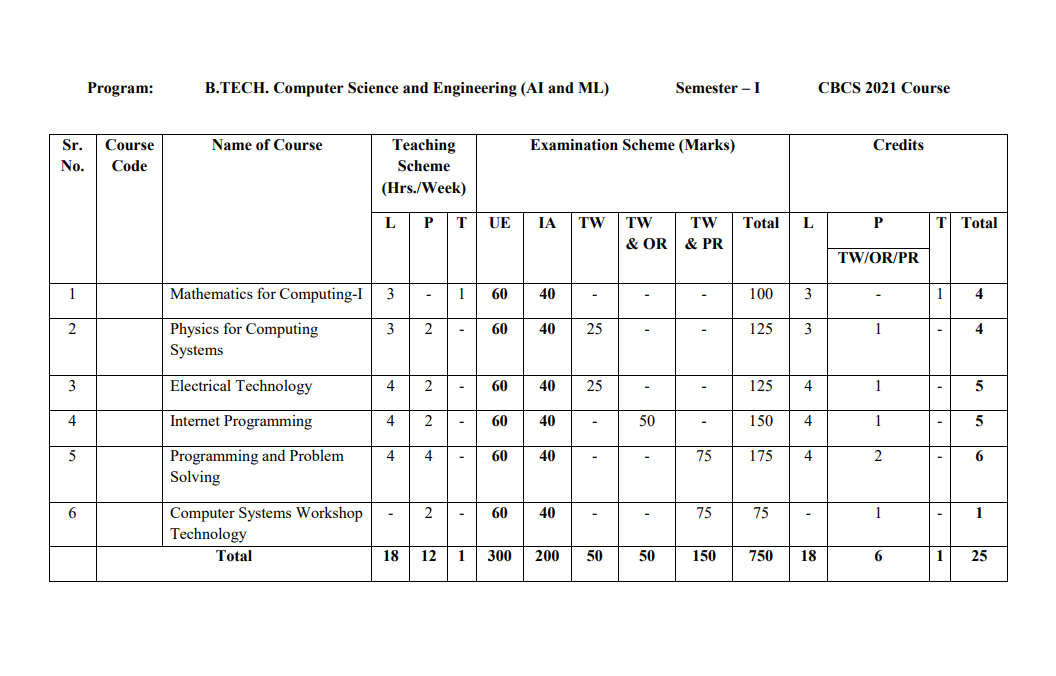 Program: B.TECH. Computer Science and Engineering (AI and ML) Semester – I CBCS 2021 Course
Sr. No. Course Code Name of Course Teaching Scheme (Hrs./Week) Examination Scheme (Marks) Credits
L P T UE IA TW TW & OR TW & PR Total L P T Total
TW/OR/PR
1 Mathematics for Computing-I 3 - 1 60 40 - - - 100 3 - 1 4
2 Physics for Computing Systems 3 2 - 60 40 25 - - 125 3 1 - 4
3 Electrical Technology 4 2 - 60 40 25 - - 125 4 1 - 5
4 Internet Programming 4 2 - 60 40 - 50 - 150 4 1 - 5
5 Programming and Problem Solving 4 4 - 60 40 - - 75 175 4 2 - 6
6 Computer Systems Workshop Technology - 2 - 60 40 - - 75 75 - 1 - 1
Total 18 12 1 300 200 50 50 150 750 18 6 1 25